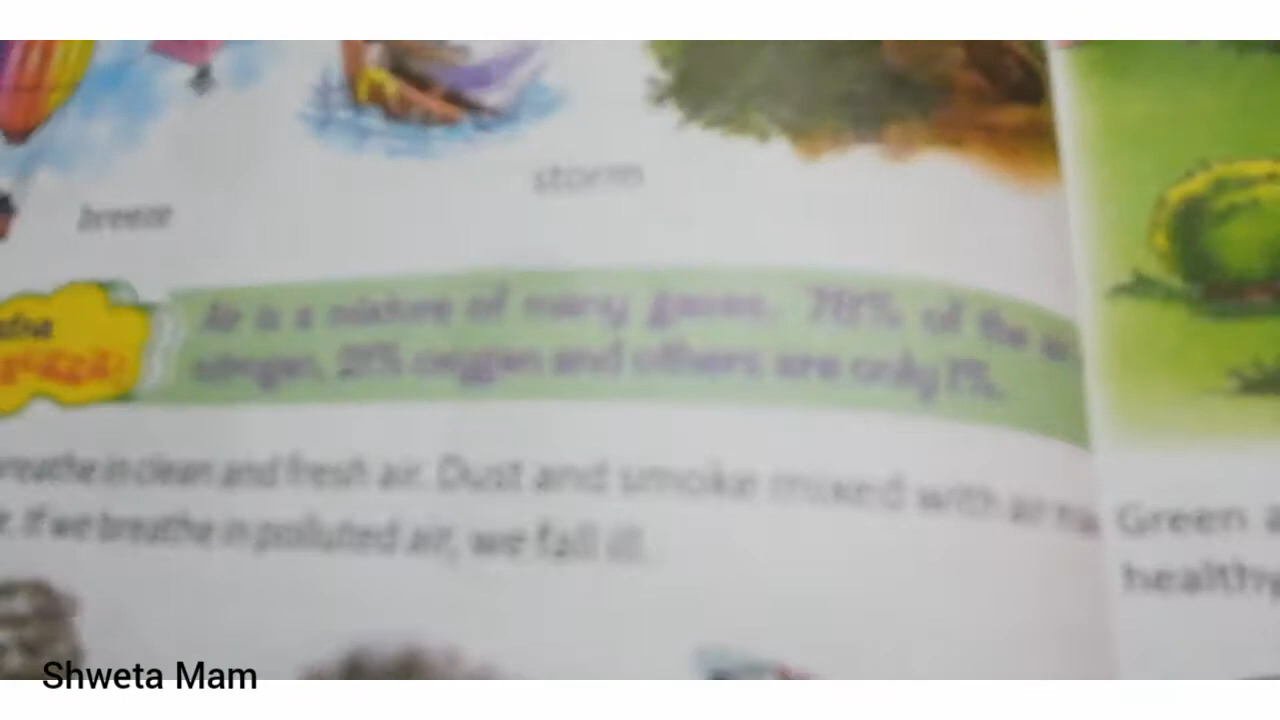 storm
breeze
Air is a mixture of many gases. 78% of the air
nitrogen, 21% oxygen and others are only 1%.
breathe in clean and fresh air. Dust and smoke mixed with air
If we breathe in polluted air, we fall ill.
Green
healthy
Shweta Mam